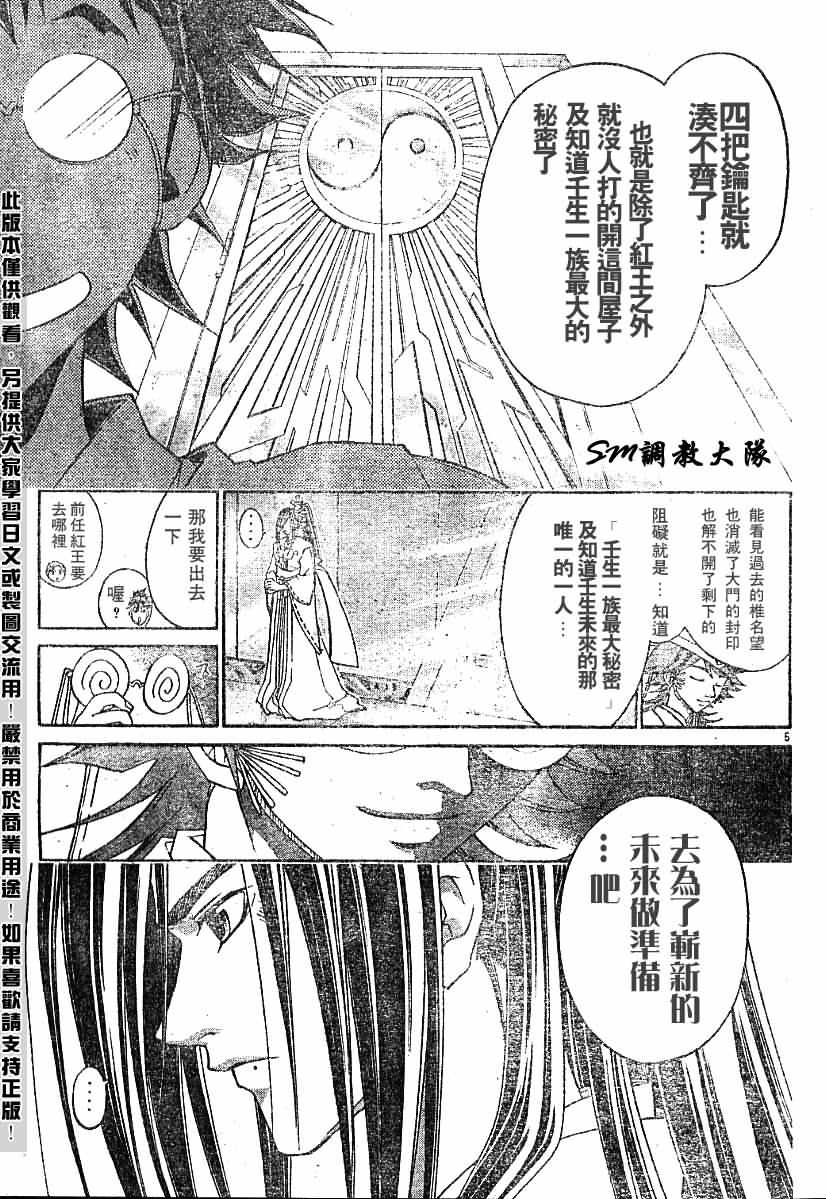 四把鑰匙就
湊不齊了…
也就是除了紅王之外
就沒人打的開這間屋子
及知道壬生一族最大的
秘密了
SM調教大隊
能看見過去的椎名望
也消滅了大門的封印
也解不開了剩下的
阻礙就是…知道
「壬生一族最大秘密」
及知道壬生未來的那
唯一的一人…
…
那我要出去
一下
喔?
前任紅王要
去哪裡
5
去為了嶄新的
未來做準備
…吧
…
此版本僅供觀看，另提供大家學習日文或製圖交流用！嚴禁用於商業用途！如果喜歡請支持正版！